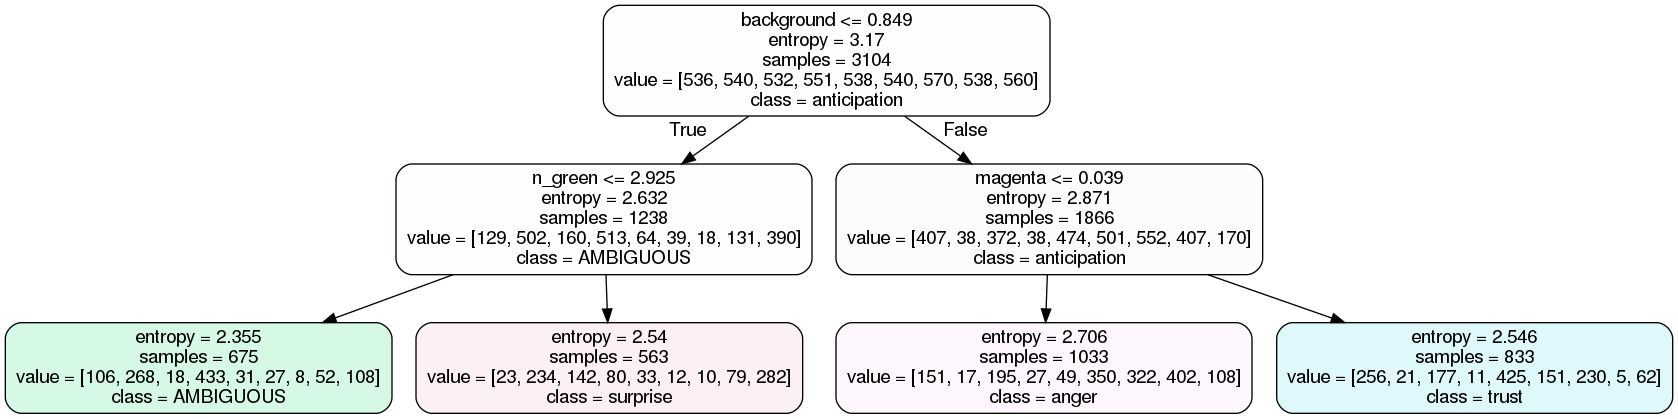 background <= 0.849
entropy = 3.17
samples = 3104
value = [536, 540, 532, 551, 538, 540, 570, 538, 560]
class = anticipation
True
False
n_green <= 2.925
entropy = 2.632
samples = 1238
value = [129, 502, 160, 513, 64, 39, 18, 131, 390]
class = AMBIGUOUS
magenta <= 0.039
entropy = 2.871
samples = 1866
value = [407, 38, 372, 38, 474, 501, 552, 407, 170]
class = anticipation
entropy = 2.355
samples = 675
value = [106, 268, 18, 433, 31, 27, 8, 52, 108]
class = AMBIGUOUS
entropy = 2.54
samples = 563
value = [23, 234, 142, 80, 33, 12, 10, 79, 282]
class = surprise
entropy = 2.706
samples = 1033
value = [151, 17, 195, 27, 49, 350, 322, 402, 108]
class = anger
entropy = 2.546
samples = 833
value = [256, 21, 177, 11, 425, 151, 230, 5, 62]
class = trust